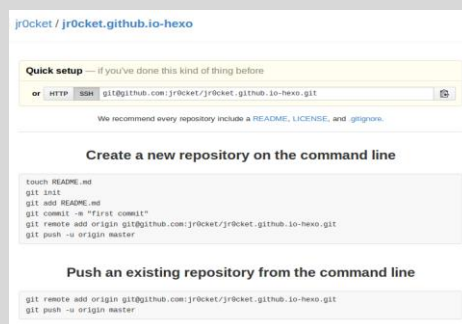 jr0cket / jr0cket.github.io-hexo
Quick setup — if you've done this kind of thing before
or HTTP SSH git@github.com:jr0cket/jr0cket.github.io-hexo.git
We recommend every repository include a README, LICENSE, and .gitignore.
Create a new repository on the command line
touch README.md
git init
git add README.md
git commit -m "first commit"
git remote add origin git@github.com:jr0cket/jr0cket.github.io-hexo.git
git push -u origin master
Push an existing repository from the command line
git remote add origin git@github.com:jr0cket/jr0cket.github.io-hexo.git
git push -u origin master